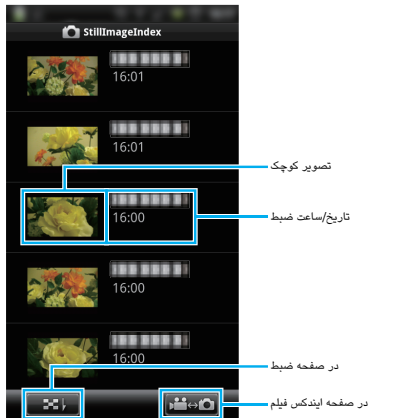 StillImageIndex
16:01
16:01
تصویر کوچک
16:00
تاریخ/ساعت ضبط
16:00
16:00
در صفحه ضبط
در صفحه ایندکس فیلم